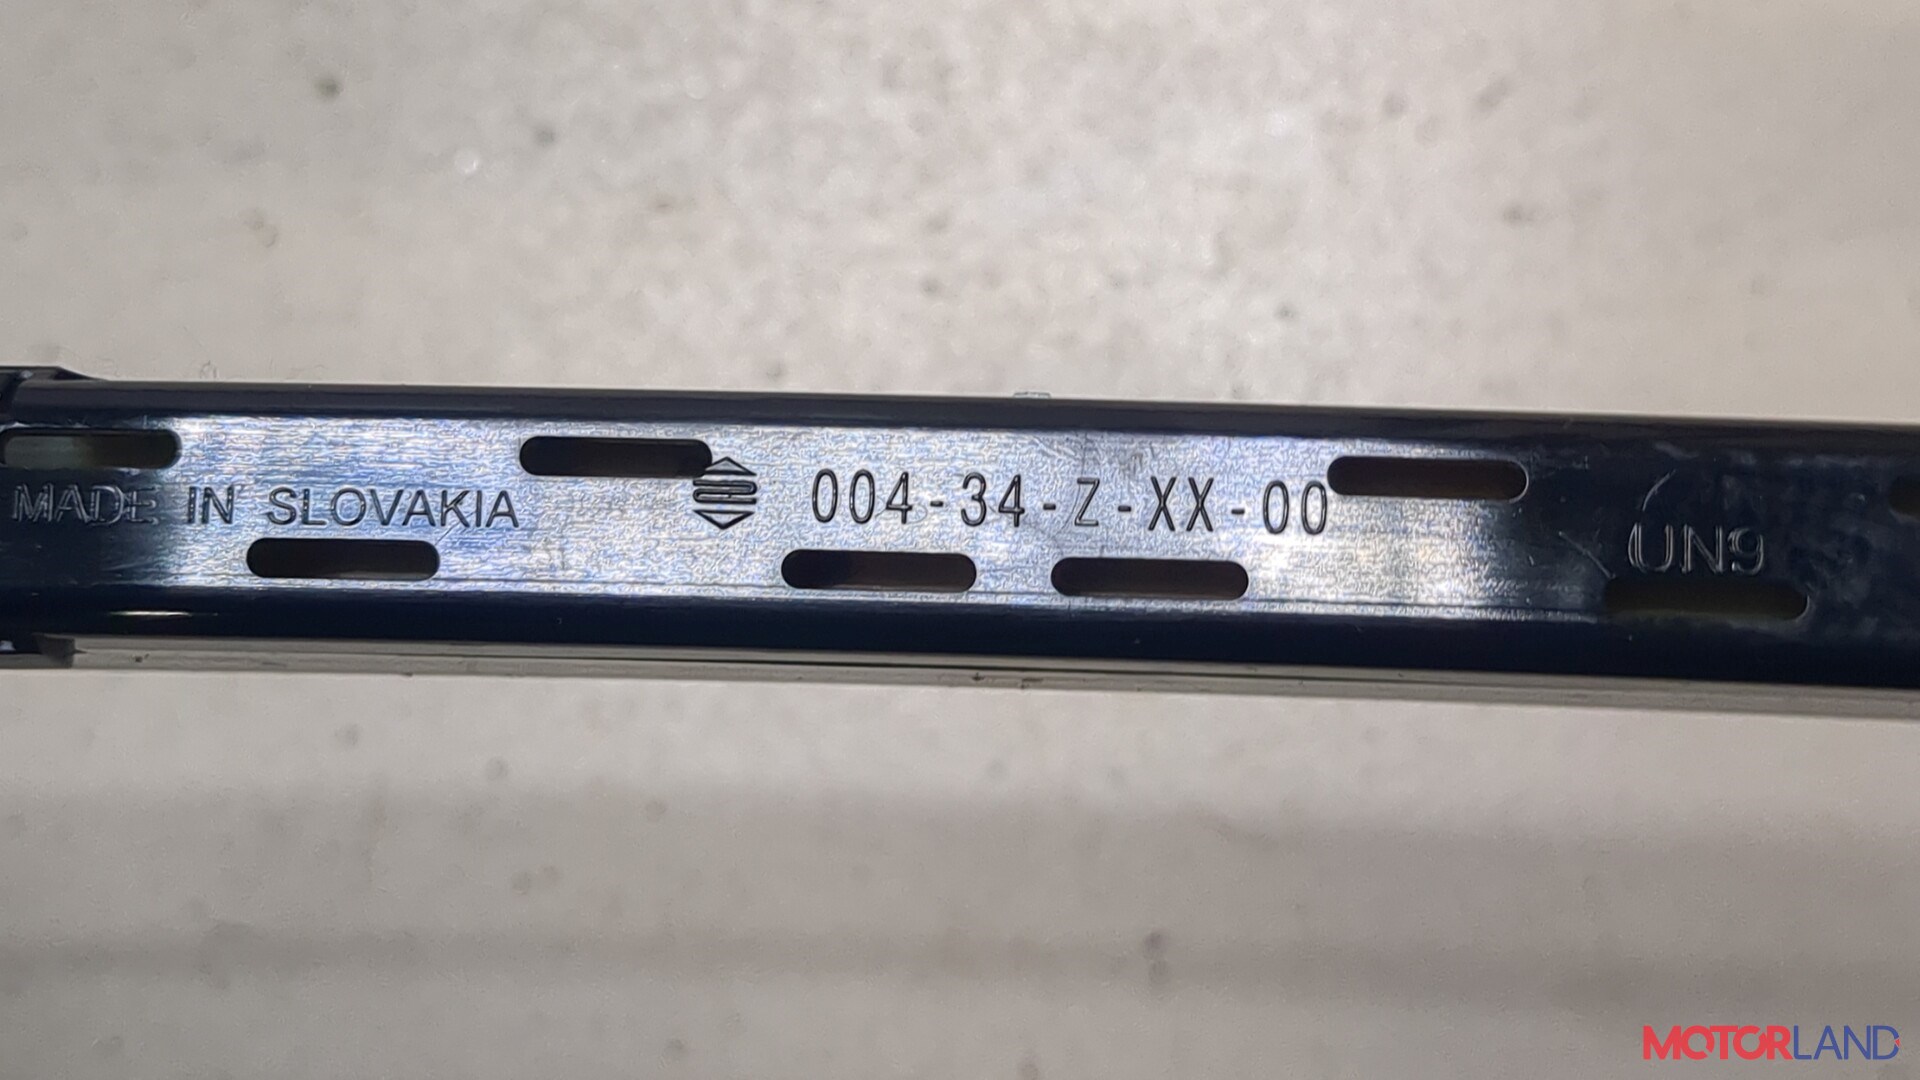 MADE IN SLOVAKIA
004-34-Z-XX-00
UN9
MOTORLAND